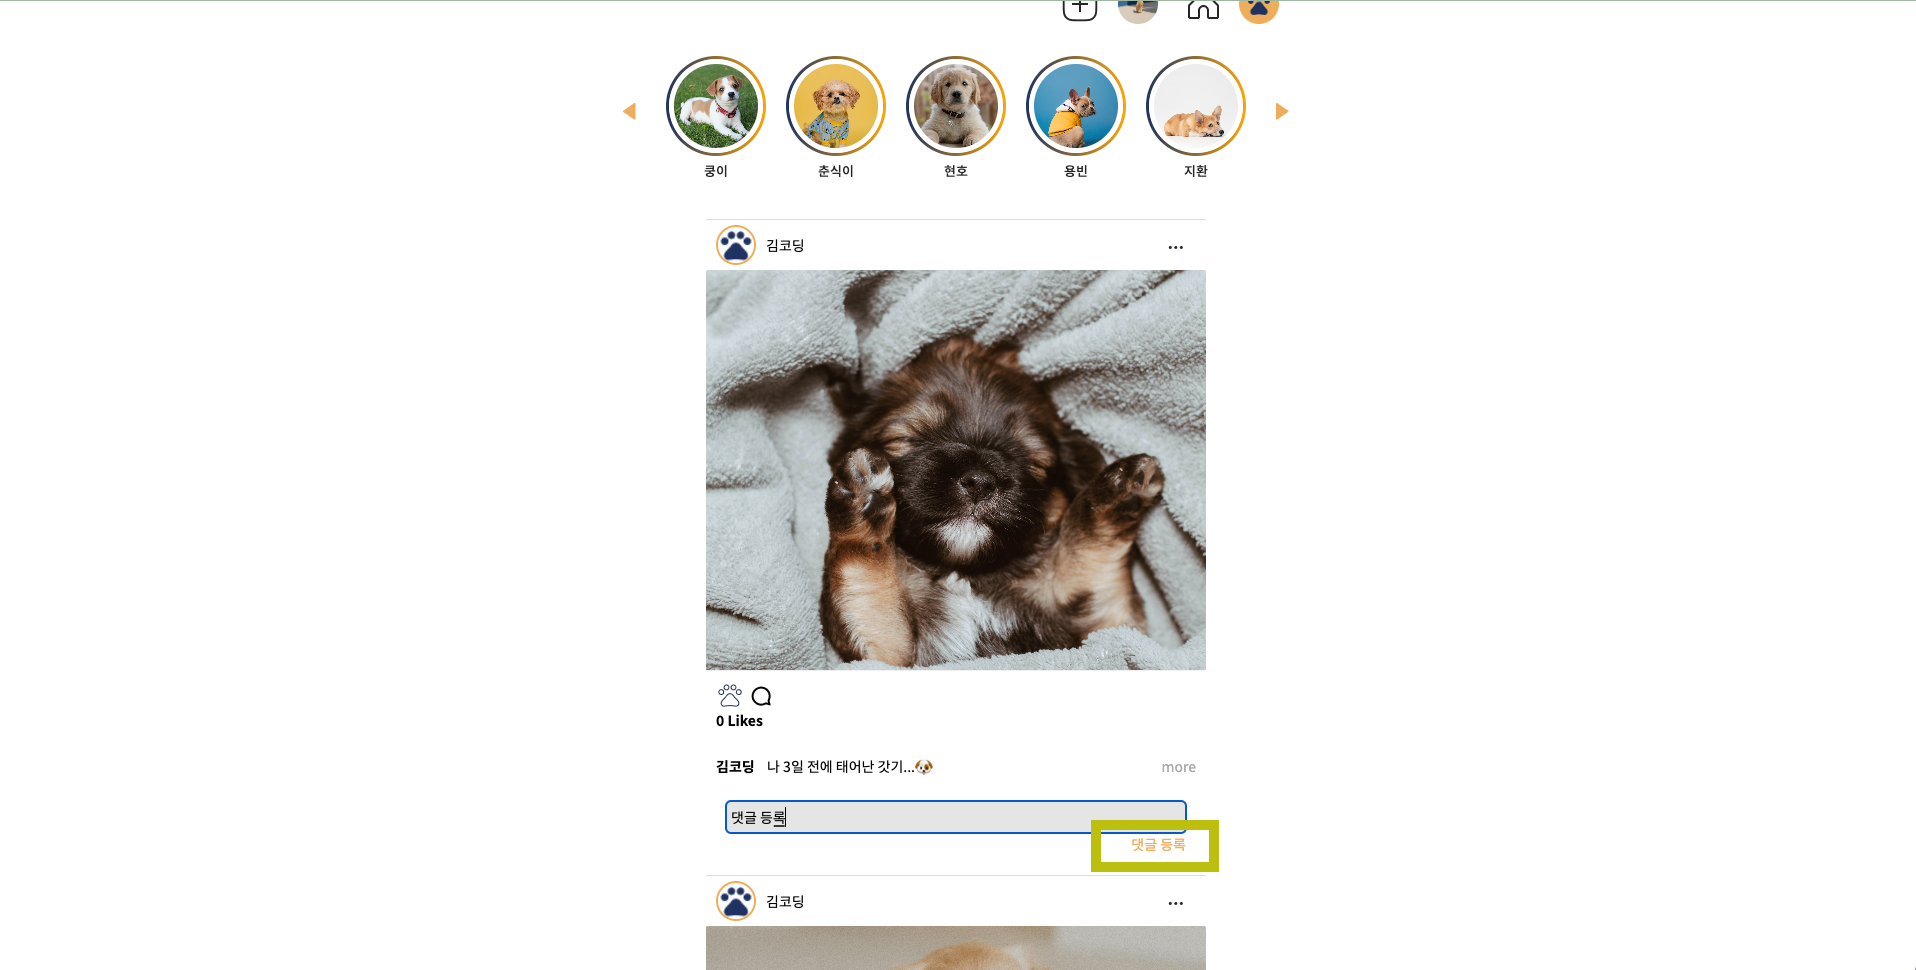 쿵이
춘식이
현호
용빈
지환
김코딩
0 Likes
김코딩 나 3일 전에 태어난 갓기...🐶 more
댓글 등록
댓글 등록
김코딩